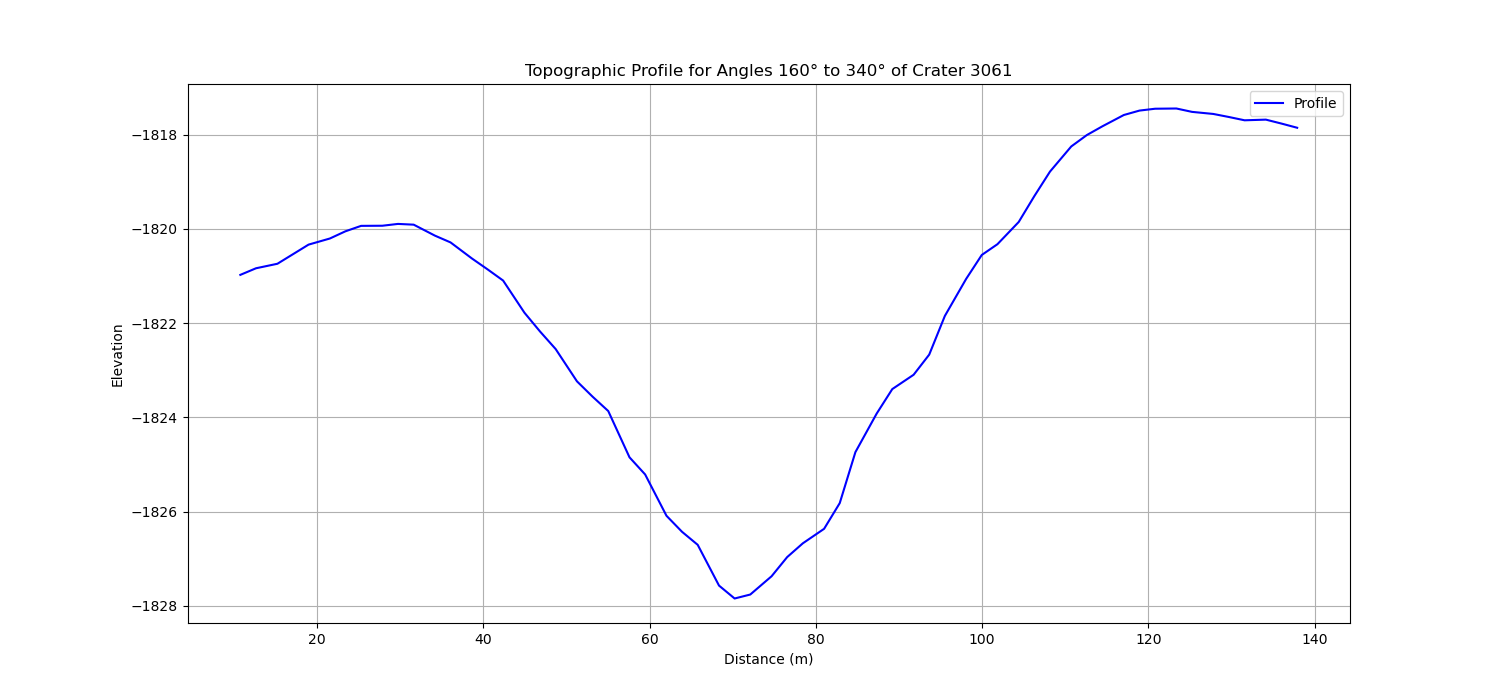 Topographic Profile for Angles 160° to 340° of Crater 3061
Profile
−1818
−1820
−1822
−1824
−1826
−1828
Elevation
20 40 60 80 100 120 140
Distance (m)